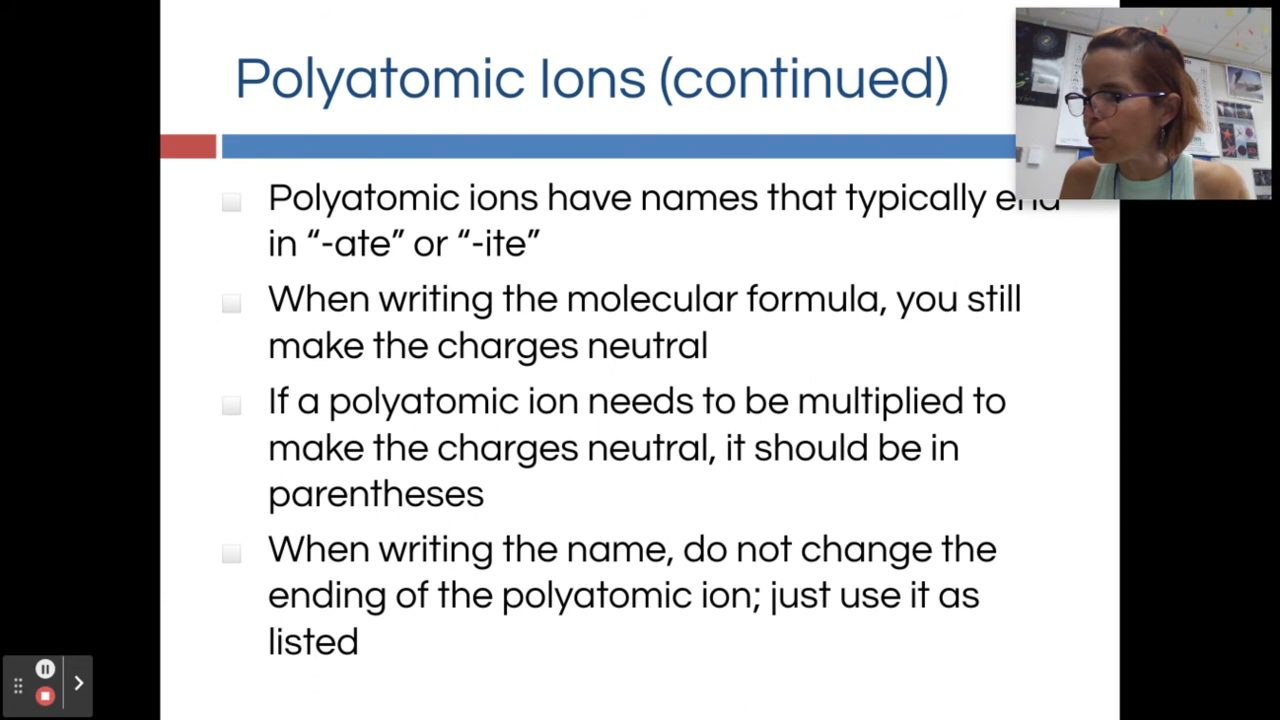 Polyatomic Ions (continued)
Polyatomic ions have names that typically end
in “-ate” or “-ite”
When writing the molecular formula, you still
make the charges neutral
If a polyatomic ion needs to be multiplied to
make the charges neutral, it should be in
parentheses
When writing the name, do not change the
ending of the polyatomic ion; just use it as
listed